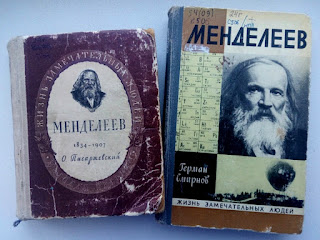 ЖИЗНЬ ЗАМЕЧАТЕЛЬНЫХ ЛЮДЕЙ
МЕНДЕЛЕЕВ
1834-1907
О. Писаржевский
МЕНДЕЛЕЕВ
Герман
Смирнов
ЖИЗНЬ ЗАМЕЧАТЕЛЬНЫХ ЛЮДЕЙ